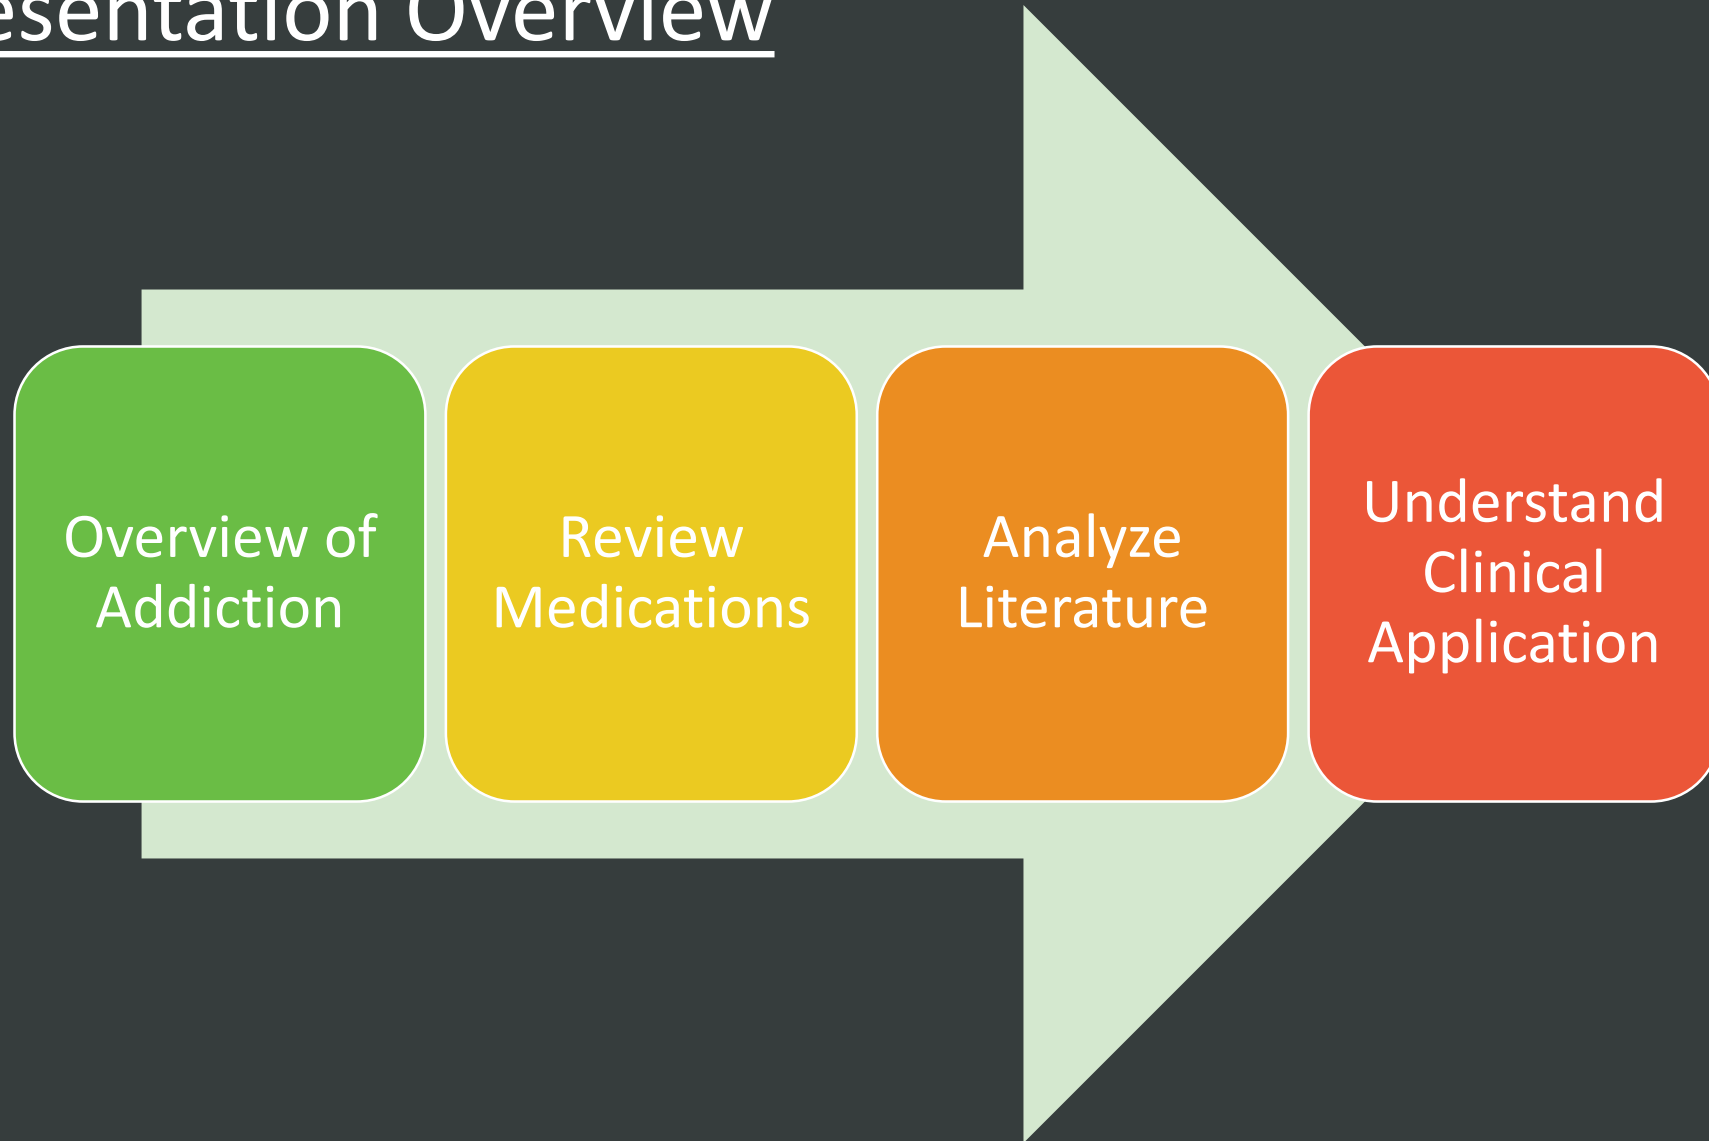 esentation Overview
Overview of
Addiction
Review
Medications
Analyze
Literature
Understand
Clinical
Application